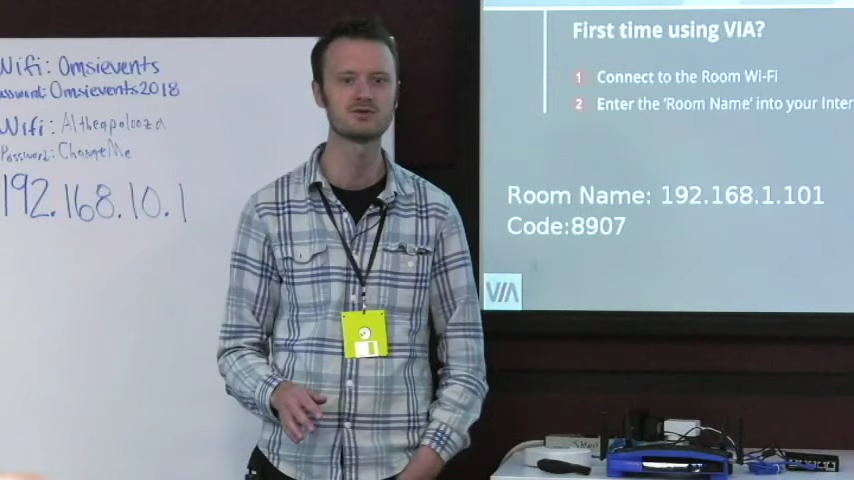 Wifi: Omsievents
Password: Omsievents2018
Wifi: Altheapalooza
Password: ChangeMe
192.168.10.1
First time using VIA?
1 Connect to the Room Wi-Fi
2 Enter the 'Room Name' into your Inter
Room Name: 192.168.1.101
Code:8907
VIA